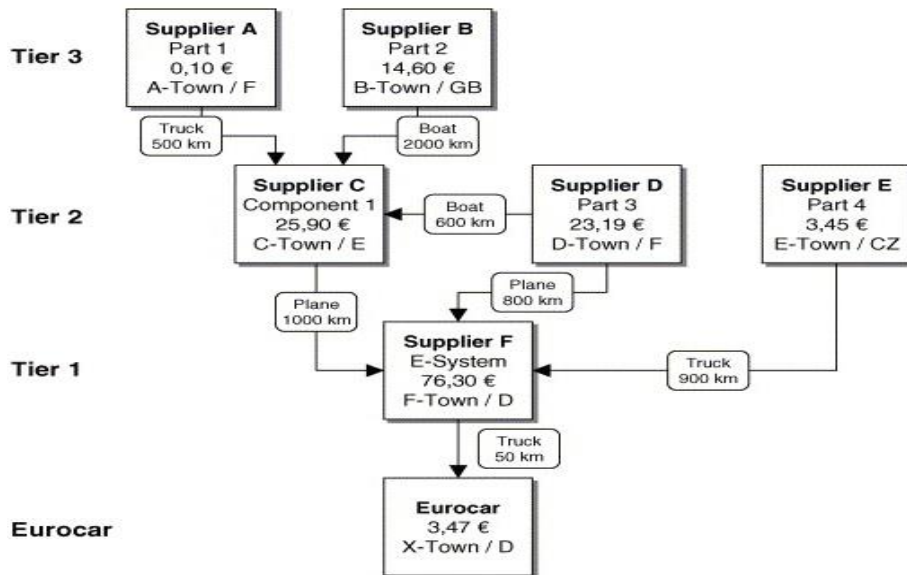 Tier 3
Supplier A
Part 1
0,10 €
A-Town / F
Supplier B
Part 2
14,60 €
B-Town / GB
Truck
500 km
Boat
2000 km
Tier 2
Supplier C
Component 1
25,90 €
C-Town / E
Boat
600 km
Supplier D
Part 3
23,19 €
D-Town / F
Supplier E
Part 4
3,45 €
E-Town / CZ
Plane
1000 km
Plane
800 km
Tier 1
Supplier F
E-System
76,30 €
F-Town / D
Truck
900 km
Truck
50 km
Eurocar
Eurocar
3,47 €
X-Town / D